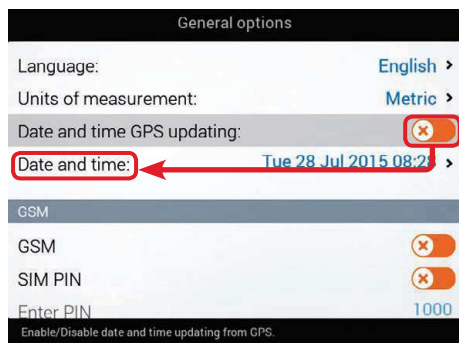 General options
Language: English >
Units of measurement: Metric >
Date and time GPS updating:
Date and time: Tue 28 Jul 2015 08:28 >
GSM
GSM
SIM PIN
Enter PIN 1000
Enable/Disable date and time updating from GPS.